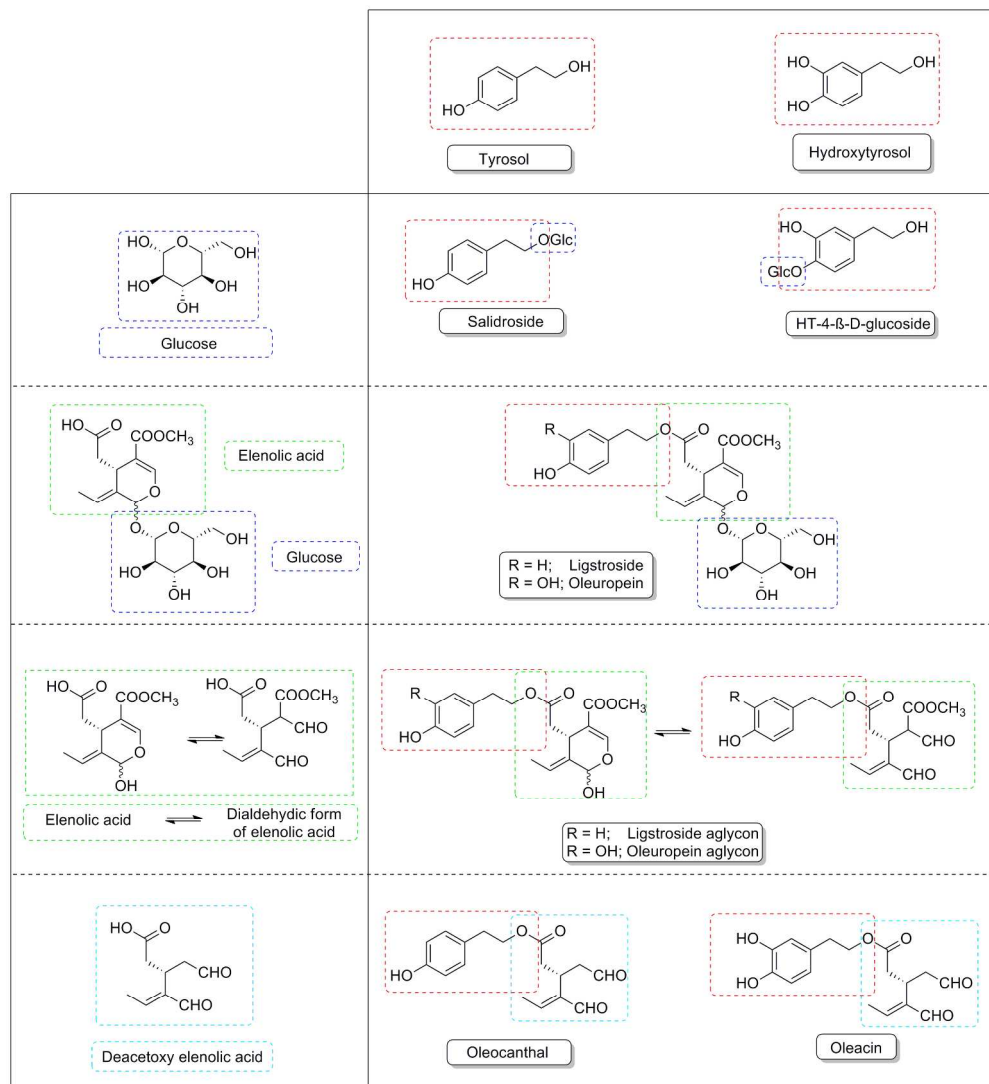 OH
HO
Tyrosol
HO
OH
HO
Hydroxytyrosol
HO
O
OH
HO
OH
OH
Glucose
OGlc
HO
Salidroside
HO
OH
GlcO
HT-4-ß-D-glucoside
HO
O
COOCH3
O
O
O
OH
HO
OH
OH
Elenolic acid
Glucose
R
O
O
HO
COOCH3
O
O
O
OH
HO
OH
OH
R = H; Ligstroside
R = OH; Oleuropein
HO
O
COOCH3
O
OH
HO
O
COOCH3
CHO
CHO
Elenolic acid
Dialdehydic form
of elenolic acid
R
O
O
HO
COOCH3
O
OH
R
O
O
HO
COOCH3
CHO
CHO
R = H; Ligstroside aglycon
R = OH; Oleuropein aglycon
HO
O
CHO
CHO
Deacetoxy elenolic acid
O
O
HO
CHO
CHO
Oleocanthal
HO
O
O
HO
CHO
CHO
Oleacin